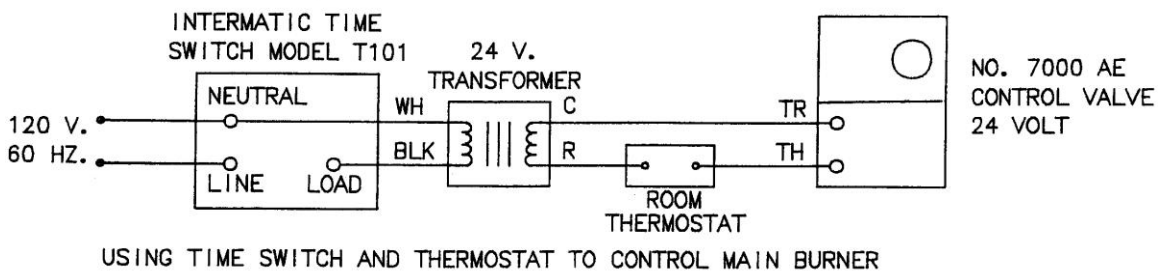 INTERMATIC TIME
SWITCH MODEL T101
24 V.
TRANSFORMER
NEUTRAL
WH
C
TR
NO. 7000 AE
CONTROL VALVE
24 VOLT
120 V.
60 HZ.
BLK
R
TH
LINE
LOAD
ROOM
THERMOSTAT
USING TIME SWITCH AND THERMOSTAT TO CONTROL MAIN BURNER